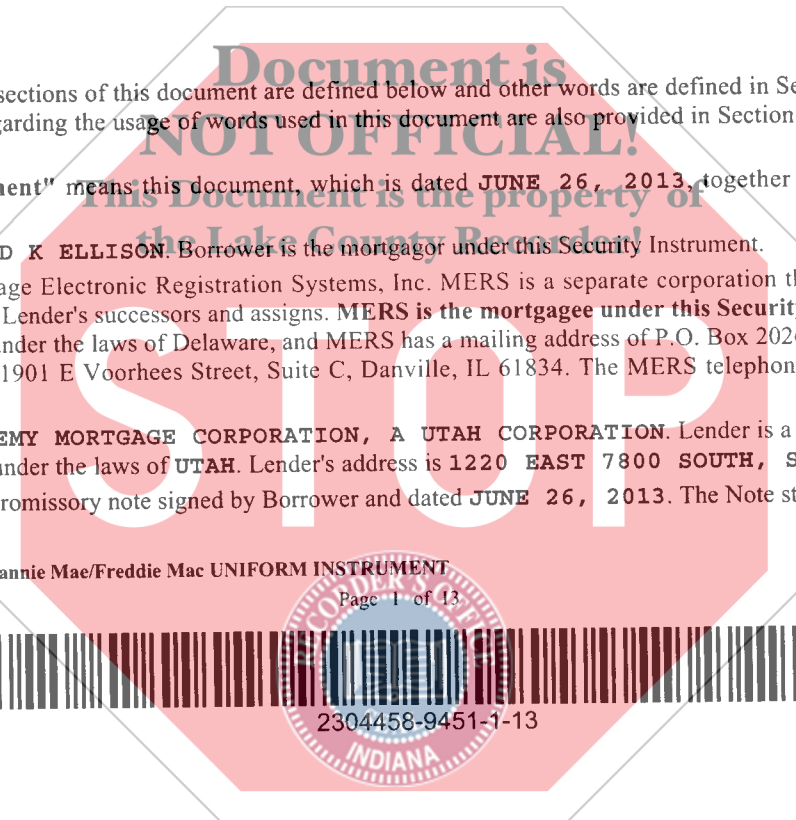 Document is
sections of this document are defined below and other words are defined in Se
garding the usage of words used in this document are also provided in Section
NOT OFFICIAL!
nent" means this document, which is dated JUNE 26, 2013, together
This Document is the property of
the Lake County Recorder!
D K ELLISON. Borrower is the mortgagor under this Security Instrument.
age Electronic Registration Systems, Inc. MERS is a separate corporation th
Lender's successors and assigns. MERS is the mortgagee under this Security
nder the laws of Delaware, and MERS has a mailing address of P.O. Box 2026
1901 E Voorhees Street, Suite C, Danville, IL 61834. The MERS telephon
STOP
EMY MORTGAGE CORPORATION, A UTAH CORPORATION. Lender is a
nder the laws of UTAH. Lender's address is 1220 EAST 7800 SOUTH, S
romissory note signed by Borrower and dated JUNE 26, 2013. The Note st
annie Mae/Freddie Mac UNIFORM INSTRUMENT
Page 1 of 13
RECORDER'S OFFICE
2304458-9451-1-13
INDIANA